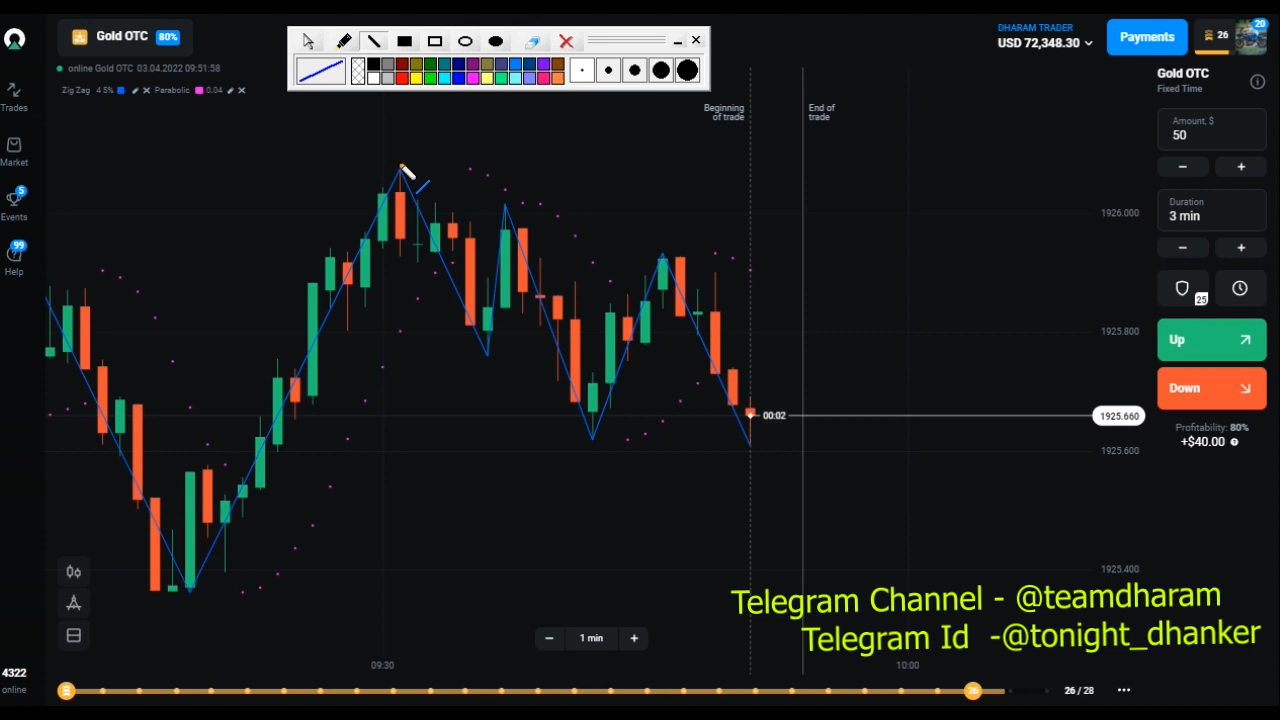 Gold OTC 80%
DHARAM TRADER
USD 72,348.30
Payments
26
20
online Gold OTC 03.04.2022 09:51:58
Zig Zag 4 5% Parabolic 0.04
Beginning of trade
End of trade
Trades
Market
5
Events
99
Help
4322
online
1926.000
1925.800
00:02
1925.660
1925.600
1925.400
Gold OTC
Fixed Time
Amount, $
50
Duration
3 min
25
Up
Down
Profitability: 80%
+$40.00
Telegram Channel - @teamdharam
Telegram Id -@tonight_dhanker
1 min
09:30
10:00
26
26 / 28